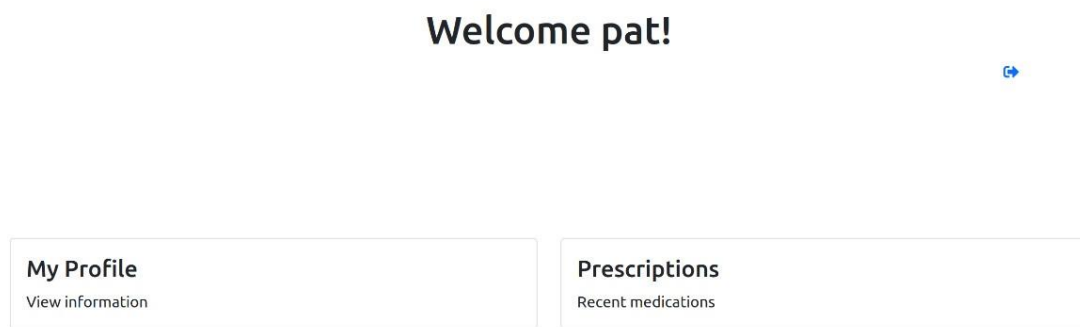 Welcome pat!
My Profile
View information
Prescriptions
Recent medications